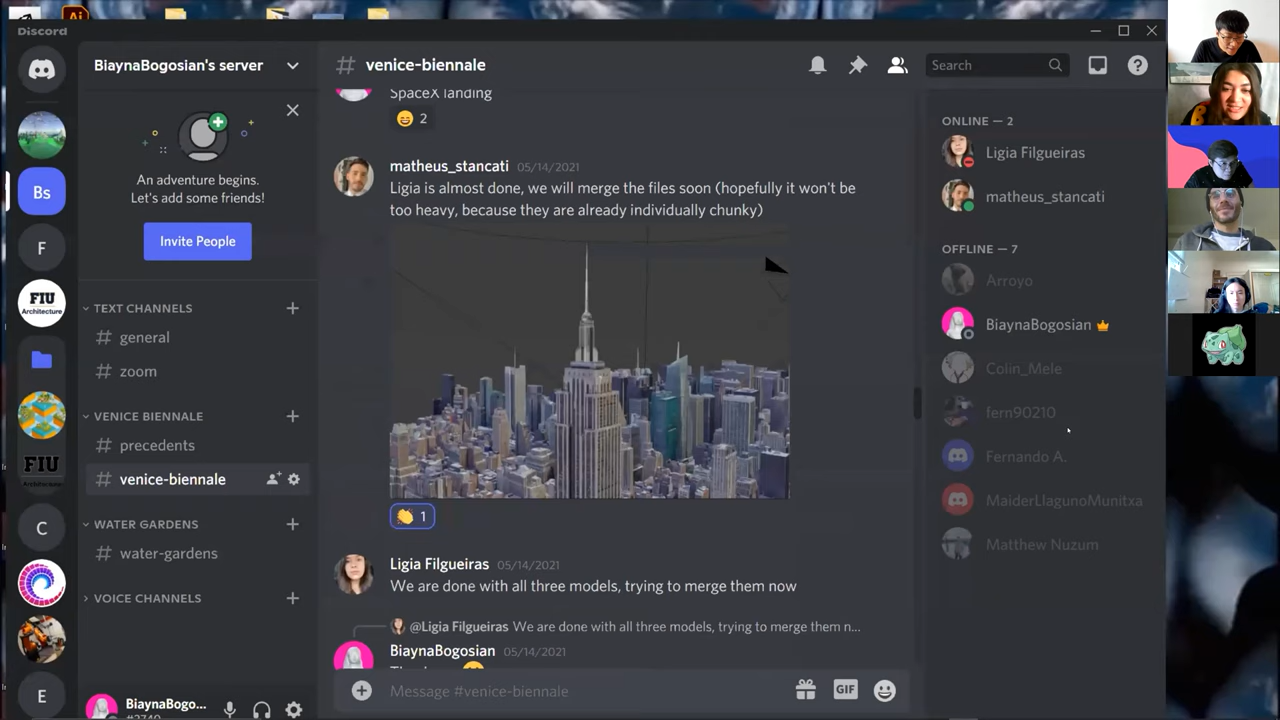 Ai
Discord
BiaynaBogosian's server
An adventure begins.
Let's add some friends!
Invite People
TEXT CHANNELS
# general
# zoom
VENICE BIENNALE
# precedents
# venice-biennale
WATER GARDENS
# water-gardens
VOICE CHANNELS
BiaynaBogo...
#2740
Bs
F
FIU
Architecture
FIU
C
E
# venice-biennale
Search
SpaceX landing
2
matheus_stancati 05/14/2021
Ligia is almost done, we will merge the files soon (hopefully it won't be
too heavy, because they are already individually chunky)
1
Ligia Filgueiras 05/14/2021
We are done with all three models, trying to merge them now
@Ligia Filgueiras We are done with all three models, trying to merge them n...
BiaynaBogosian 05/14/2021
Message #venice-biennale
GIF
ONLINE — 2
Ligia Filgueiras
matheus_stancati
OFFLINE — 7
Arroyo
BiaynaBogosian
Colin_Mele
fern90210
Fernando A.
MaiderLlagunoMunitxa
Matthew Nuzum